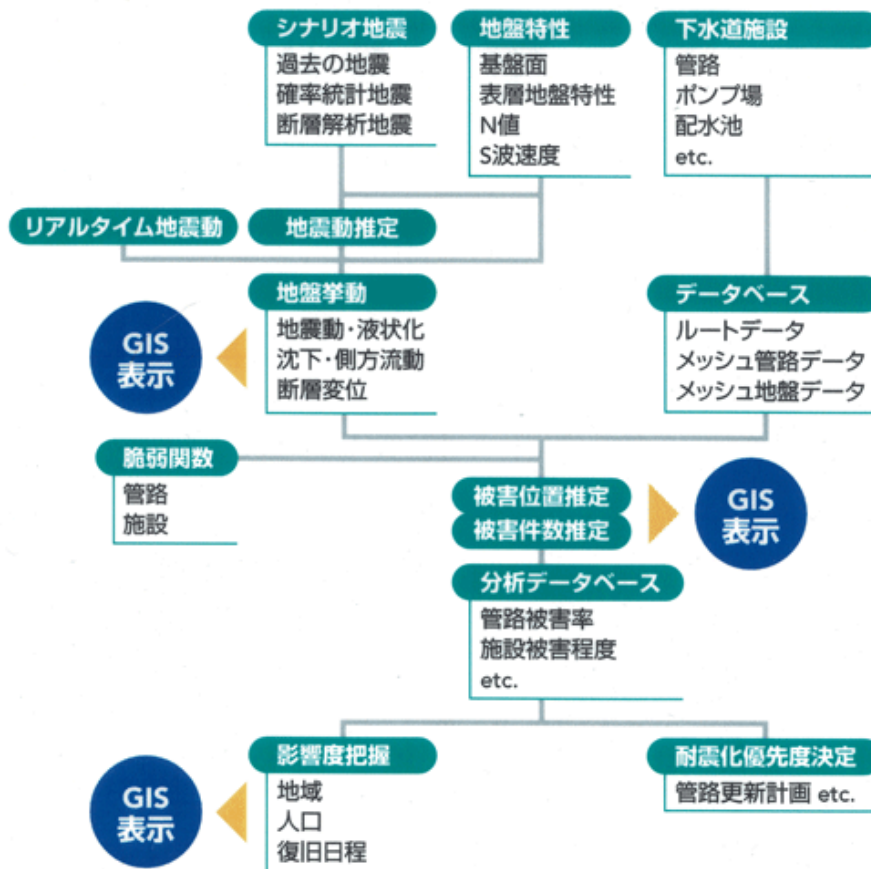 シナリオ地震
過去の地震
確率統計地震
断層解析地震
地盤特性
基盤面
表層地盤特性
N値
S波速度
下水道施設
管路
ポンプ場
配水池
etc.
リアルタイム地震動
地震動推定
地盤挙動
地震動・液状化
沈下・側方流動
断層変位
GIS
表示
データベース
ルートデータ
メッシュ管路データ
メッシュ地盤データ
脆弱関数
管路
施設
被害位置推定
被害件数推定
GIS
表示
分析データベース
管路被害率
施設被害程度
etc.
影響度把握
地域
人口
復旧日程
GIS
表示
耐震化優先度決定
管路更新計画 etc.